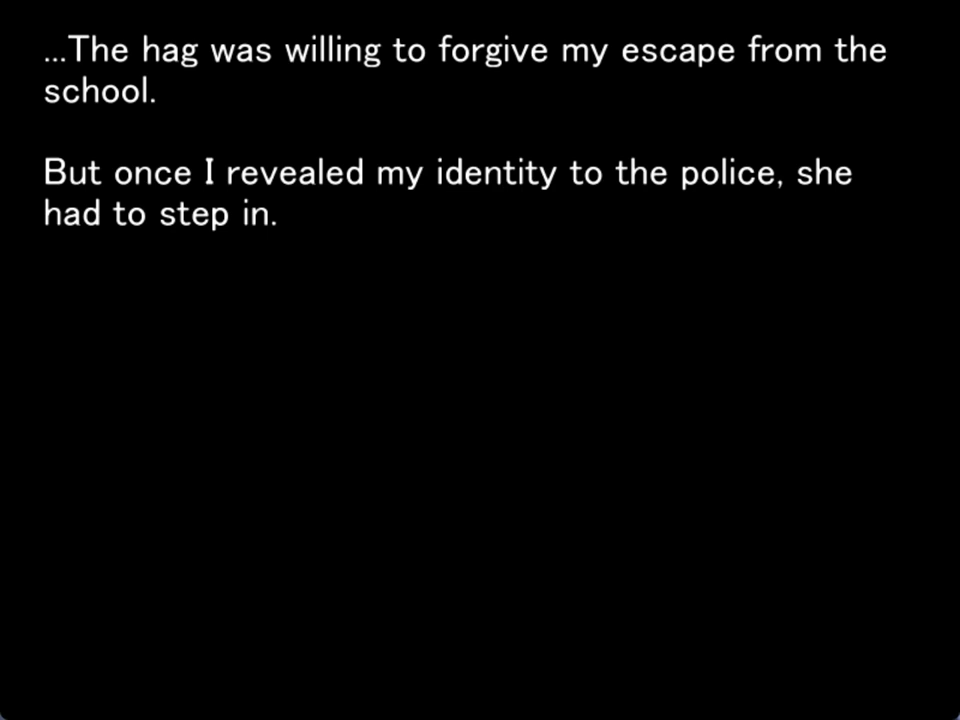 ...The hag was willing to forgive my escape from the
school.
But once I revealed my identity to the police, she
had to step in.